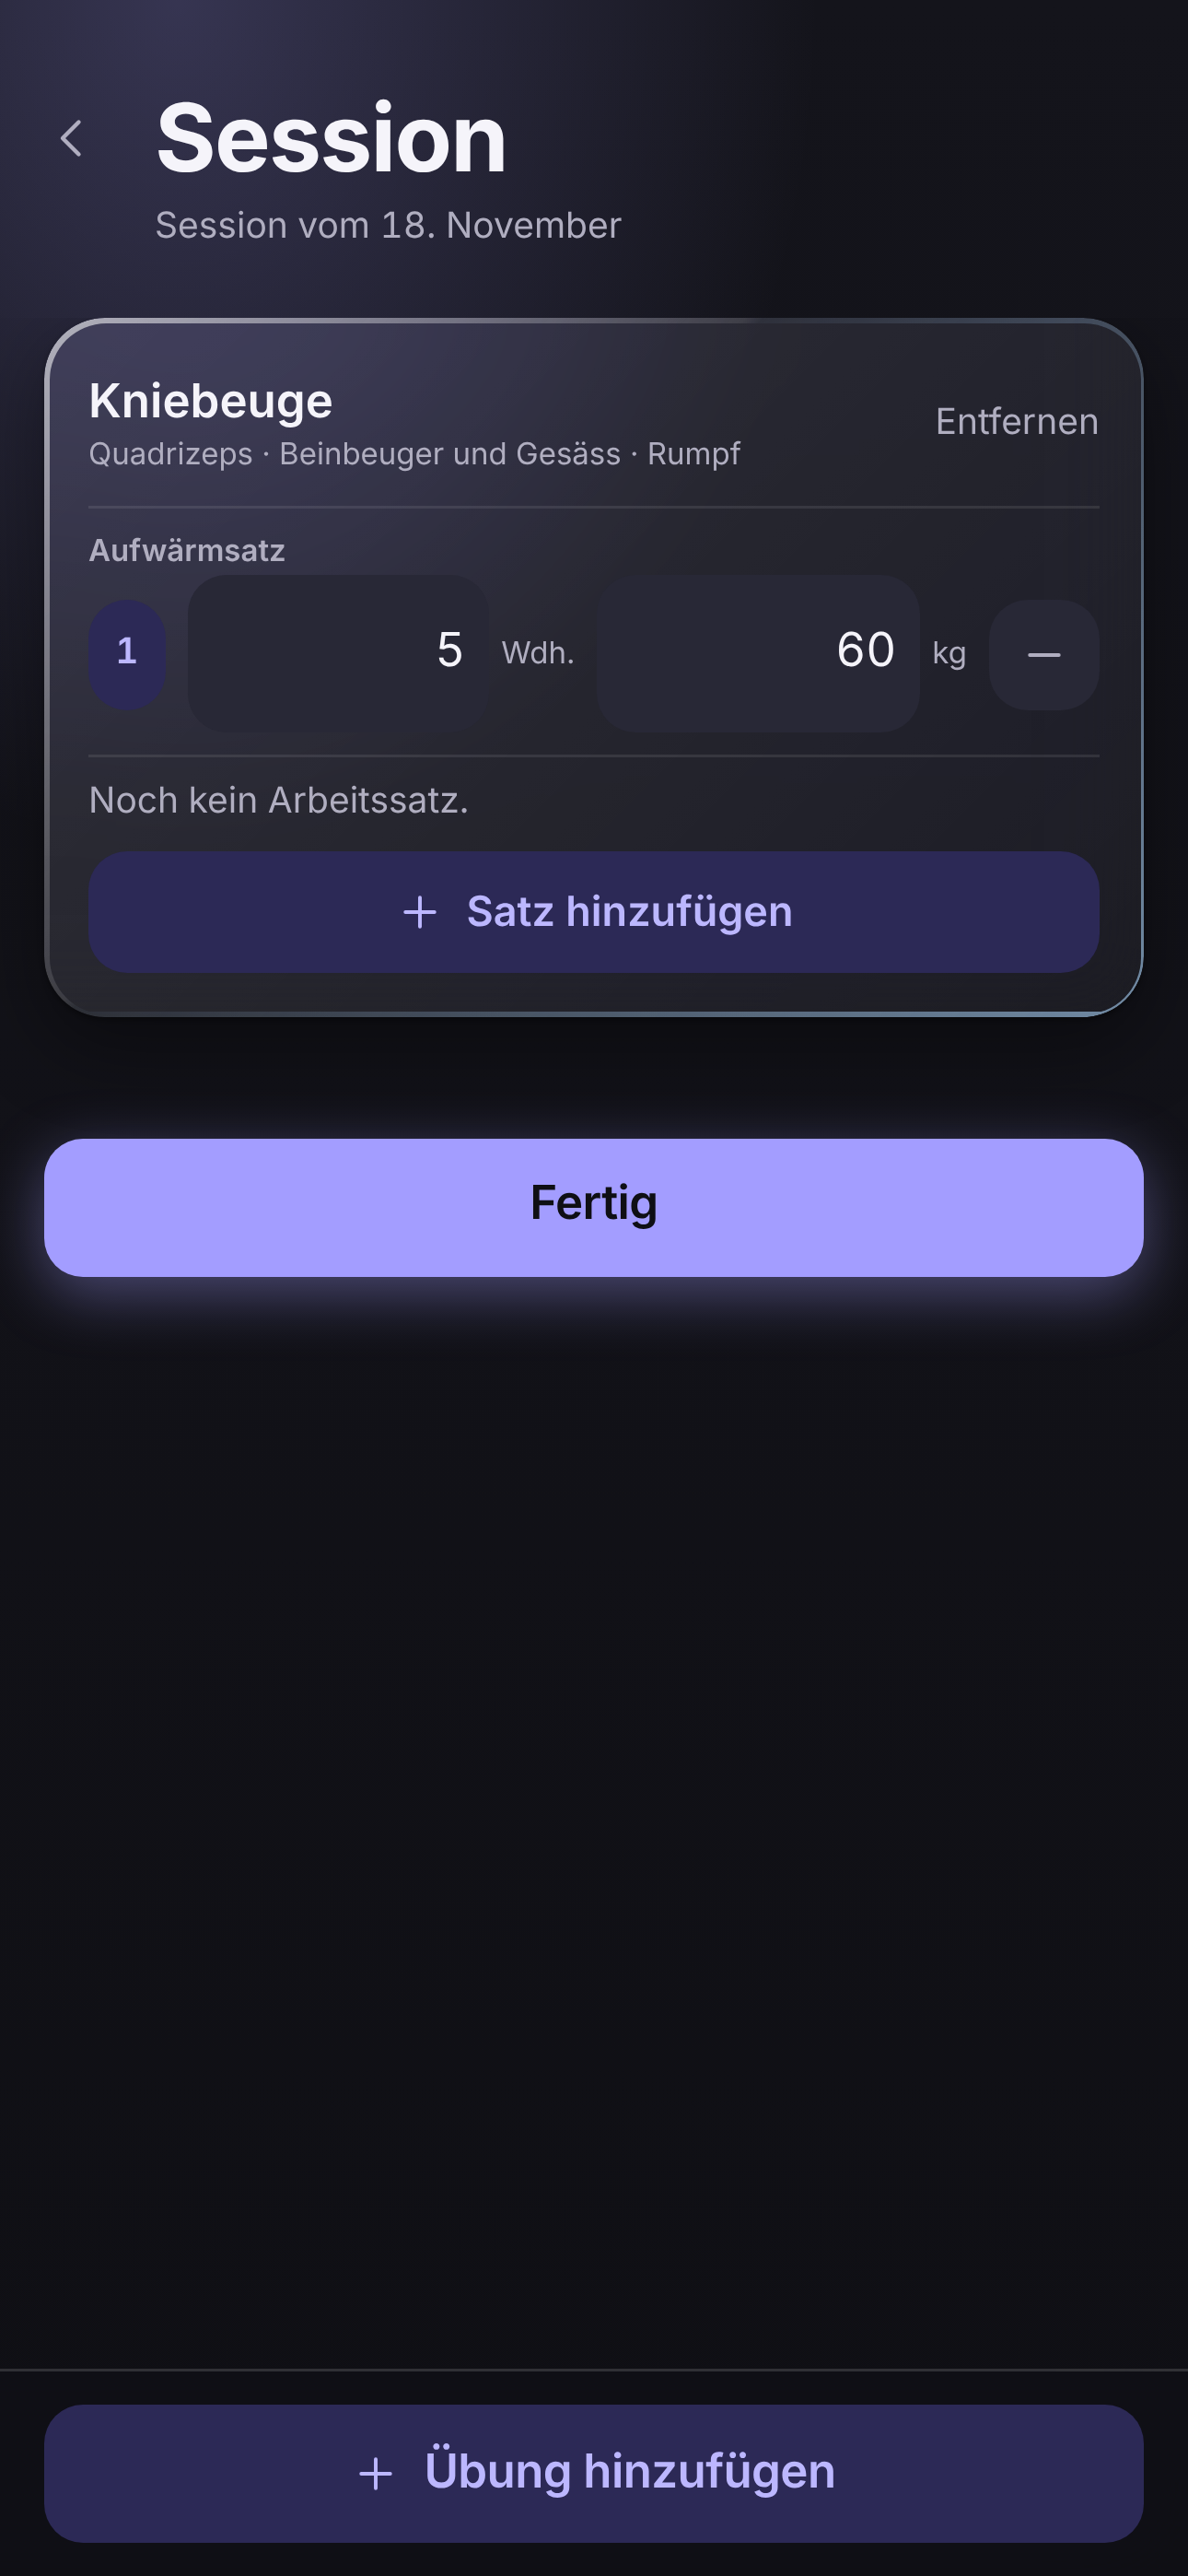 Session
Session vom 18. November
Kniebeuge
Entfernen
Quadrizeps · Beinbeuger und Gesäss · Rumpf
Aufwärmsatz
1 5 Wdh. 60 kg
Noch kein Arbeitssatz.
Satz hinzufügen
Fertig
Übung hinzufügen